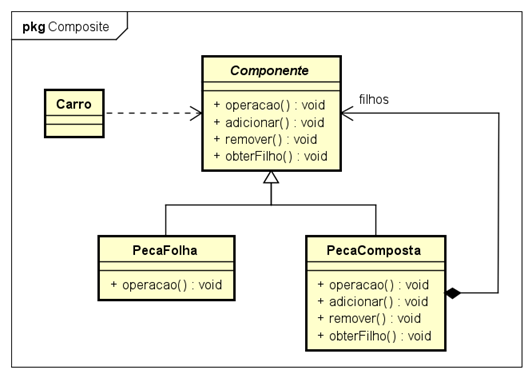 pkg Composite
Componente
+ operacao() : void
+ adicionar() : void
+ remover() : void
+ obterFilho() : void
Carro
filhos
PecaFolha
+ operacao() : void
PecaComposta
+ operacao() : void
+ adicionar() : void
+ remover() : void
+ obterFilho() : void